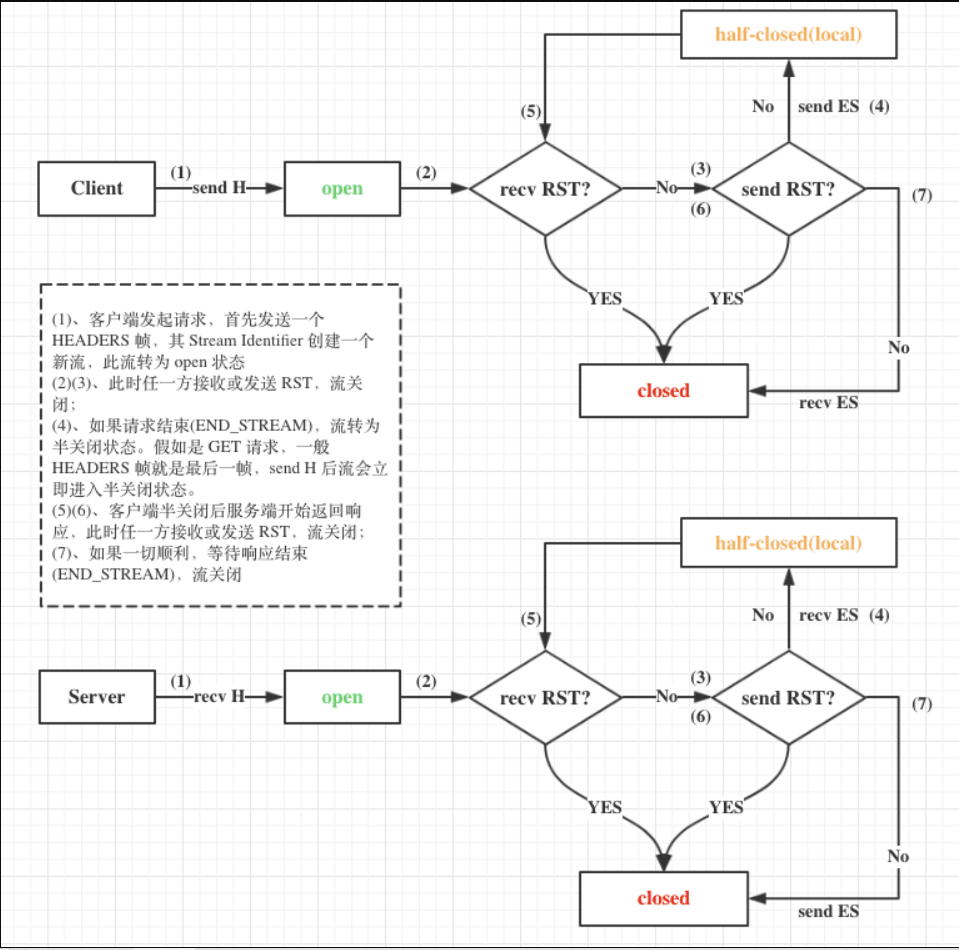 half-closed(local)
No send ES (4)
(5)
Client
(1)
send H
open
(2)
recv RST?
No
(3)
(6)
send RST?
(7)
YES
YES
No
closed
recv ES
(1)、客户端发起请求，首先发送一个
HEADERS 帧，其 Stream Identifier 创建一个
新流，此流转为 open 状态
(2)(3)、此时任一方接收或发送 RST，流关
闭；
(4)、如果请求结束(END_STREAM)，流转为
半关闭状态。假如是 GET 请求，一般
HEADERS 帧就是最后一帧，send H 后流会立
即进入半关闭状态。
(5)(6)、客户端半关闭后服务端开始返回响
应，此时任一方接收或发送 RST，流关闭；
(7)、如果一切顺利，等待响应结束
(END_STREAM)，流关闭
half-closed(local)
No recv ES (4)
(5)
Server
(1)
recv H
open
(2)
recv RST?
No
(3)
(6)
send RST?
(7)
YES
YES
No
closed
send ES